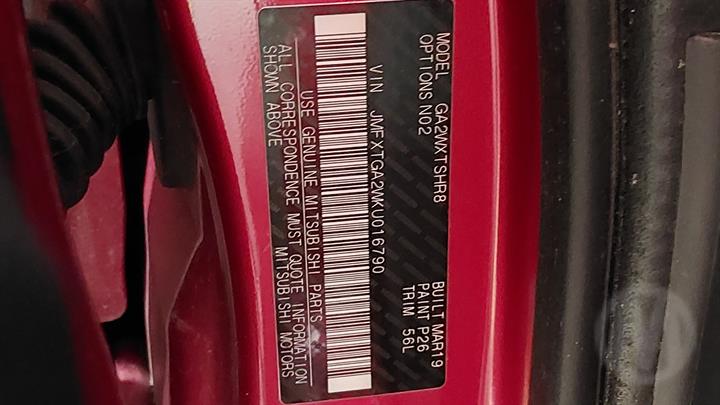 MODEL GA2WXTSHR8 BUILT MAR19
OPTIONS N02 PAINT P26
TRIM 56L
VIN JMFXTGA2WKU016790
USE GENUINE MITSUBISHI PARTS
ALL CORRESPONDENCE MUST QUOTE INFORMATION
SHOWN ABOVE MITSUBISHI MOTORS